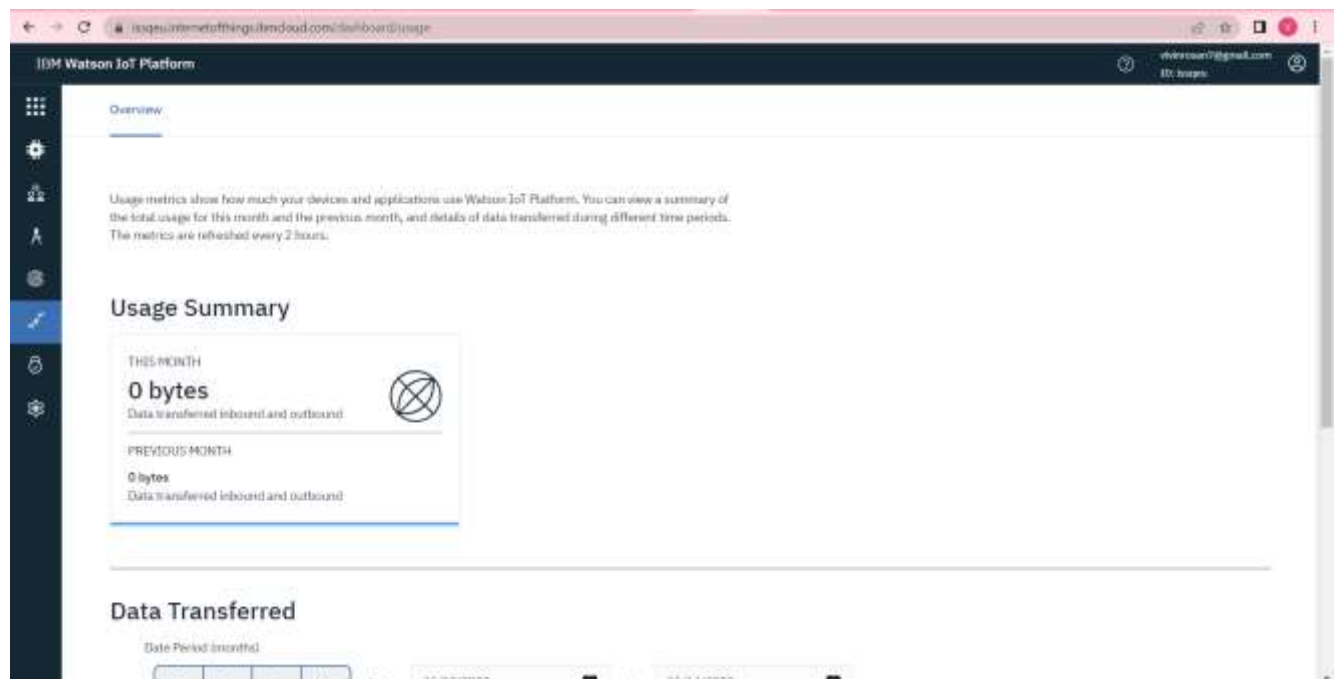 IBM Watson IoT Platform
Overview
Usage metrics show how much your devices and applications use Watson IoT Platform. You can view a summary of
the total usage for this month and the previous month, and details of data transferred during different time periods.
The metrics are refreshed every 2 hours.
Usage Summary
THIS MONTH
0 bytes
Data transferred inbound and outbound
PREVIOUS MONTH
0 bytes
Data transferred inbound and outbound
Data Transferred
Date Period (months)